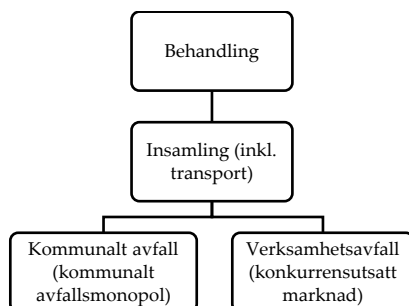 Behandling
Insamling (inkl.
transport)
Kommunalt avfall
(kommunalt
avfallsmonopol)
Verksamhetsavfall
(konkurrensutsatt
marknad)